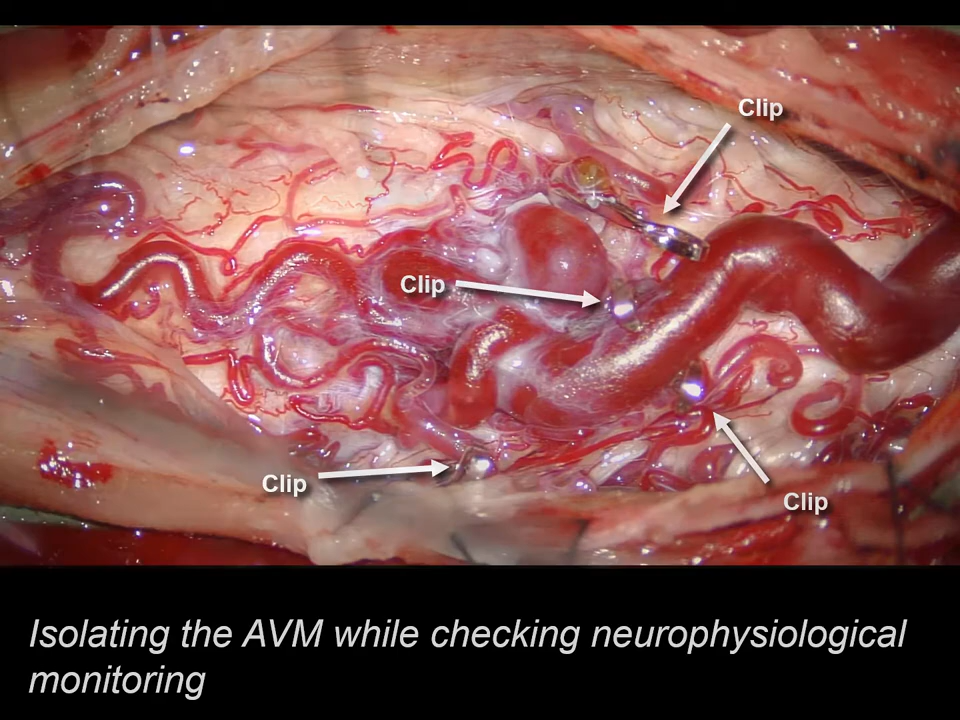 Clip
Clip
Clip
Clip
Isolating the AVM while checking neurophysiological
monitoring